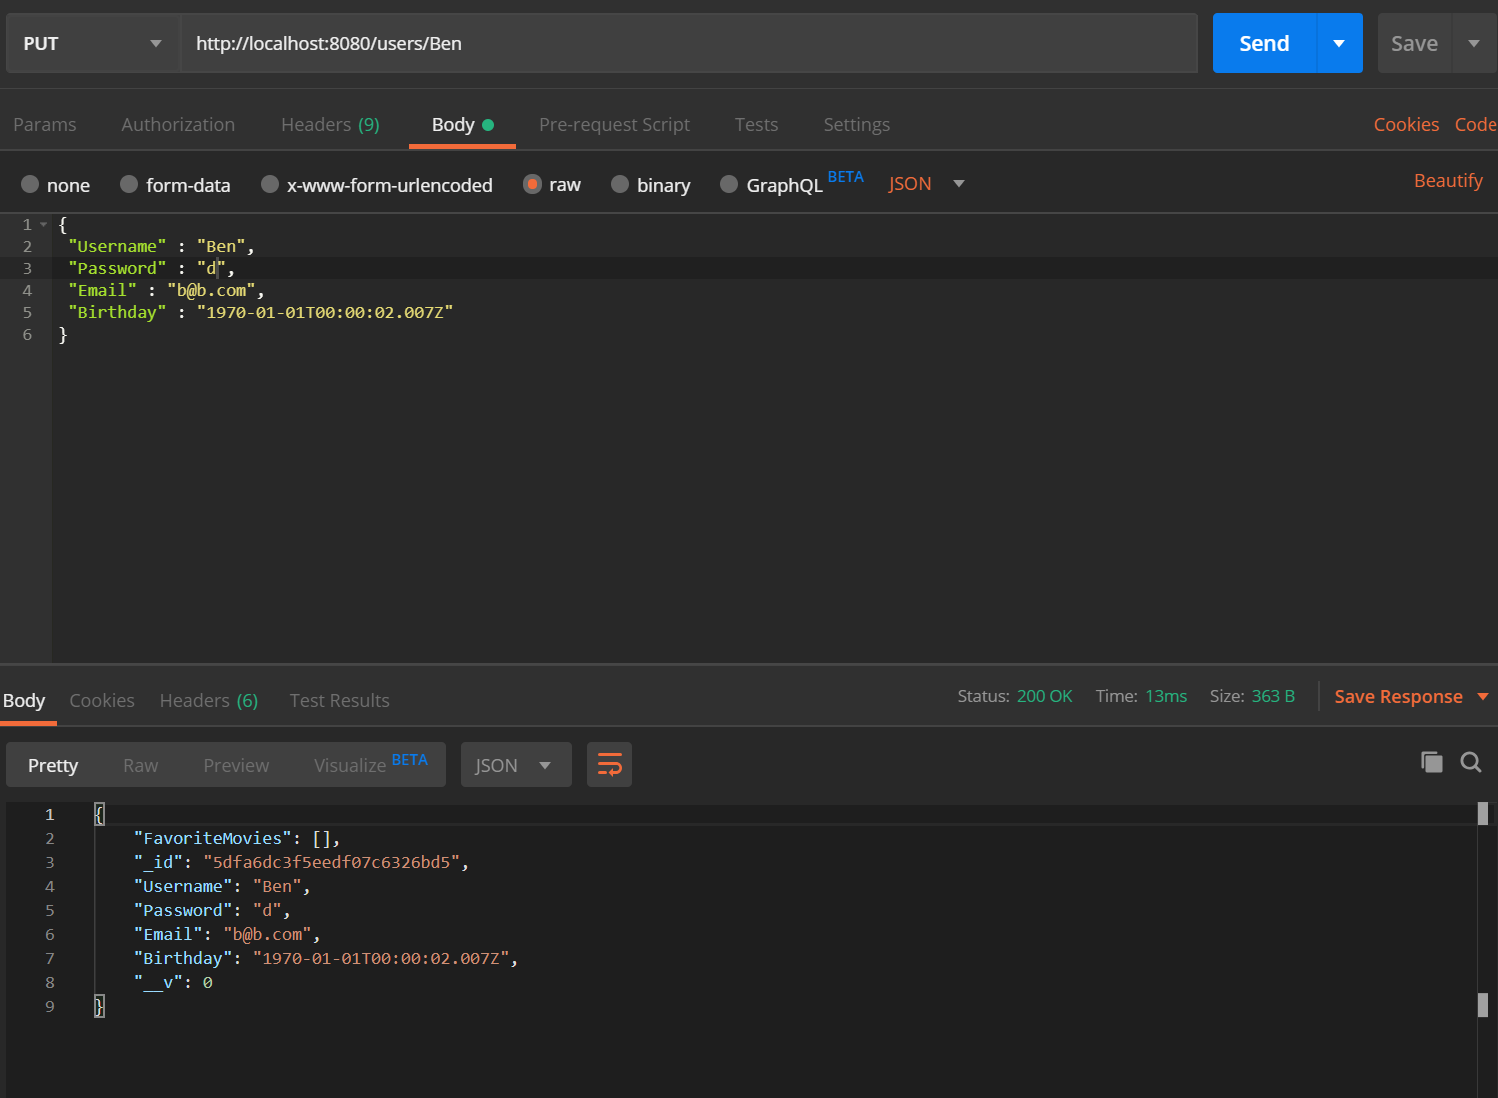 PUT http://localhost:8080/users/Ben Send Save
Params Authorization Headers (9) Body Pre-request Script Tests Settings Cookies Code
none form-data x-www-form-urlencoded raw binary GraphQL BETA JSON Beautify
1 {
2 "Username" : "Ben",
3 "Password" : "d",
4 "Email" : "b@b.com",
5 "Birthday" : "1970-01-01T00:00:02.007Z"
6 }
Body Cookies Headers (6) Test Results Status: 200 OK Time: 13ms Size: 363 B Save Response
Pretty Raw Preview Visualize BETA JSON
1 {
2 "FavoriteMovies": [],
3 "_id": "5dfa6dc3f5eedf07c6326bd5",
4 "Username": "Ben",
5 "Password": "d",
6 "Email": "b@b.com",
7 "Birthday": "1970-01-01T00:00:02.007Z",
8 "__v": 0
9 }